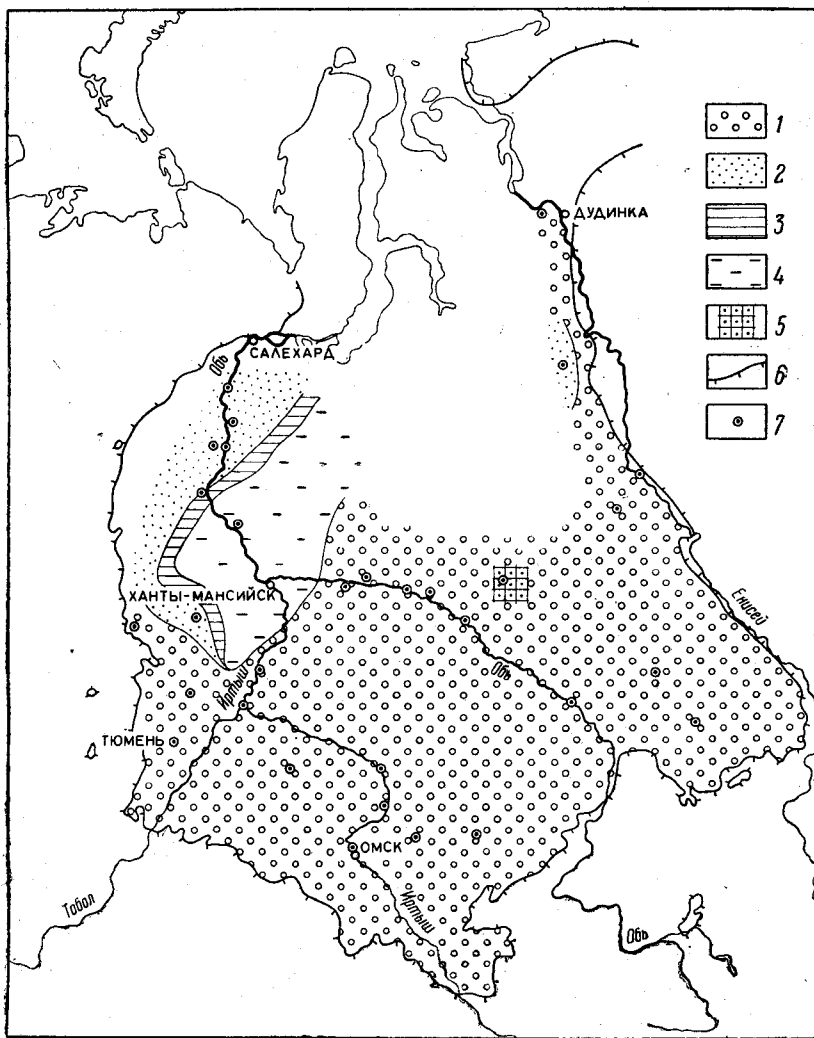 1
2
ДУДИНКА
3
4
5
САЛЕХАРД
Обь
6
7
ХАНТЫ-МАНСИЙСК
Енисей
Обь
Иртыш
ТЮМЕНЬ
ОМСК
Иртыш
Тобол
Обь